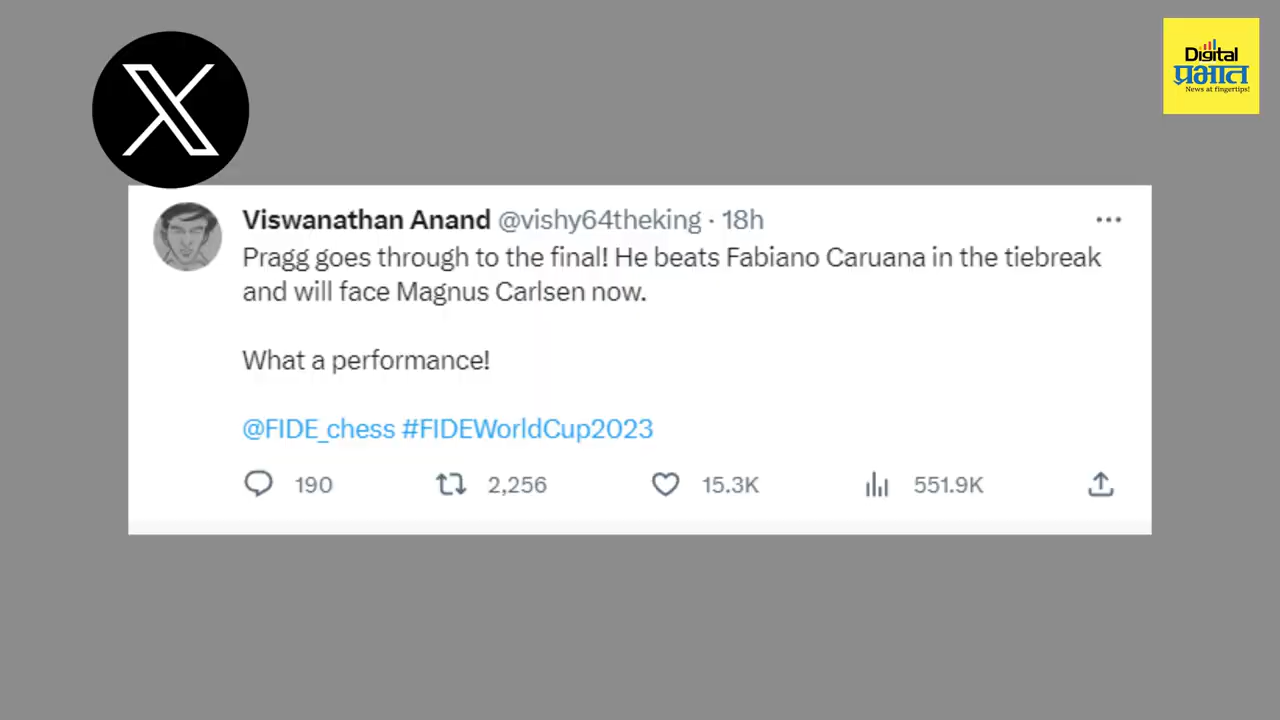 Digital
प्रभात
News at fingertips!
Viswanathan Anand @vishy64theking · 18h
Pragg goes through to the final! He beats Fabiano Caruana in the tiebreak
and will face Magnus Carlsen now.
What a performance!
@FIDE_chess #FIDEWorldCup2023
190 2,256 15.3K 551.9K